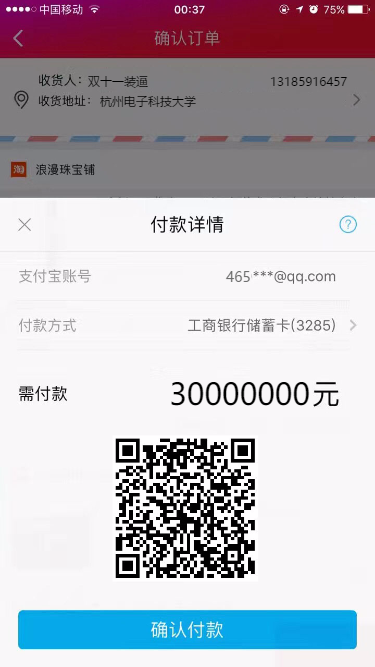 中国移动 00:37 75%
确认订单
收货人：双十一装逼 13185916457
收货地址：杭州电子科技大学
淘 浪漫珠宝铺
付款详情 ?
支付宝账号 465***@qq.com
付款方式 工商银行储蓄卡(3285)
需付款 30000000元
确认付款